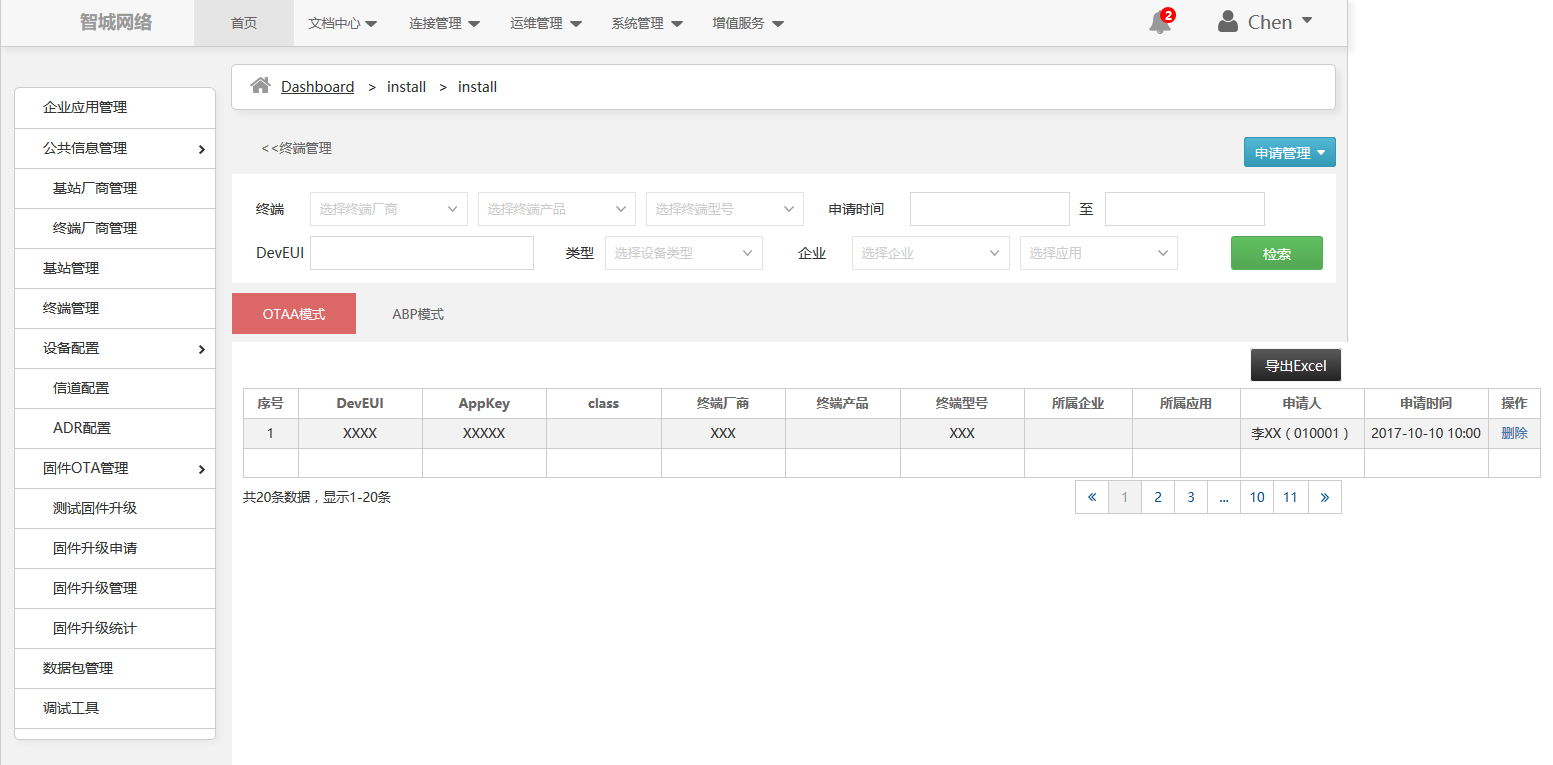 智城网络 首页 文档中心 连接管理 运维管理 系统管理 增值服务 2 Chen
Dashboard > install > install
企业应用管理
公共信息管理
基站厂商管理
终端厂商管理
基站管理
终端管理
设备配置
信道配置
ADR配置
固件OTA管理
测试固件升级
固件升级申请
固件升级管理
固件升级统计
数据包管理
调试工具
<<终端管理 申请管理
终端 选择终端厂商 选择终端产品 选择终端型号 申请时间 至
DevEUI 类型 选择设备类型 企业 选择企业 选择应用 检索
OTAA模式 ABP模式
导出Excel
序号 DevEUI AppKey class 终端厂商 终端产品 终端型号 所属企业 所属应用 申请人 申请时间 操作
1 XXXX XXXXX XXX XXX 李XX（010001） 2017-10-10 10:00 删除
共20条数据，显示1-20条 « 1 2 3 ... 10 11 »